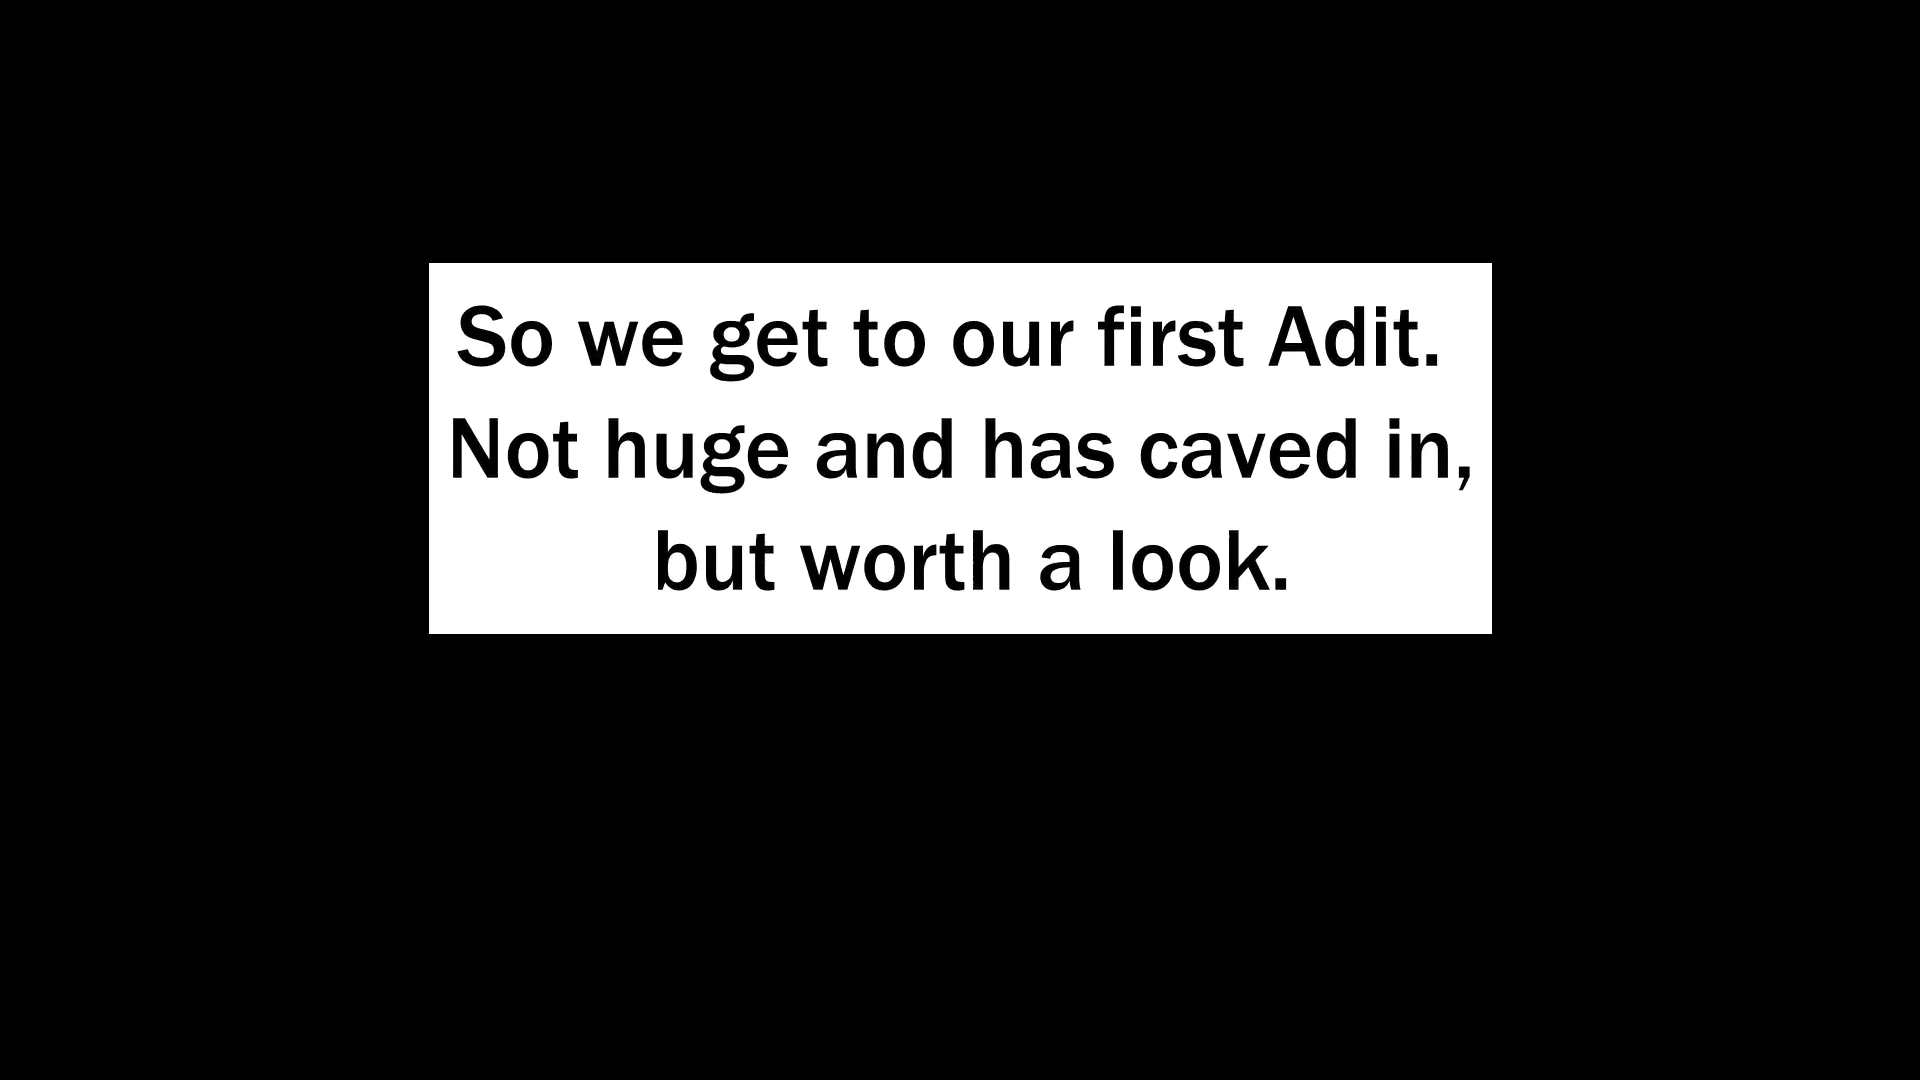 So we get to our first Adit.
Not huge and has caved in,
but worth a look.